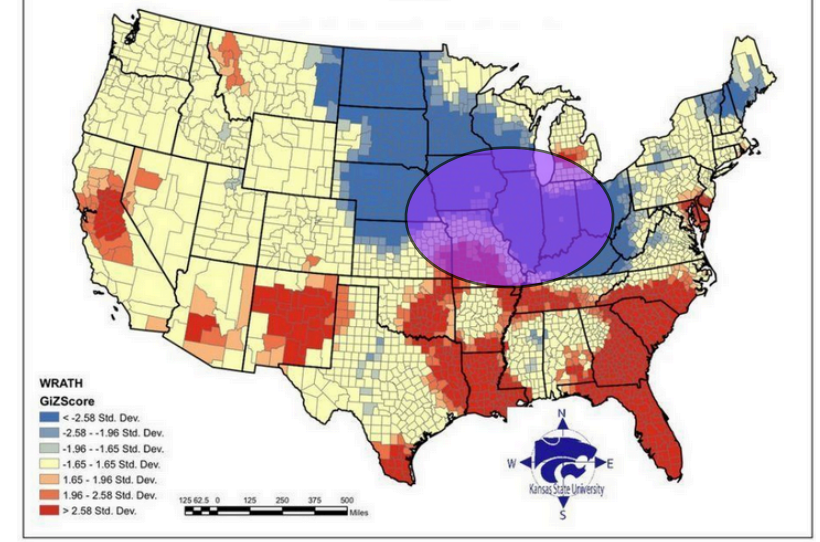 WRATH
GiZScore
< -2.58 Std. Dev.
-2.58 - -1.96 Std. Dev.
-1.96 - -1.65 Std. Dev.
-1.65 - 1.65 Std. Dev.
1.65 - 1.96 Std. Dev.
1.96 - 2.58 Std. Dev.
> 2.58 Std. Dev.
125 62.5 0 125 250 375 500
Miles
N
W E
Kansas State University
S